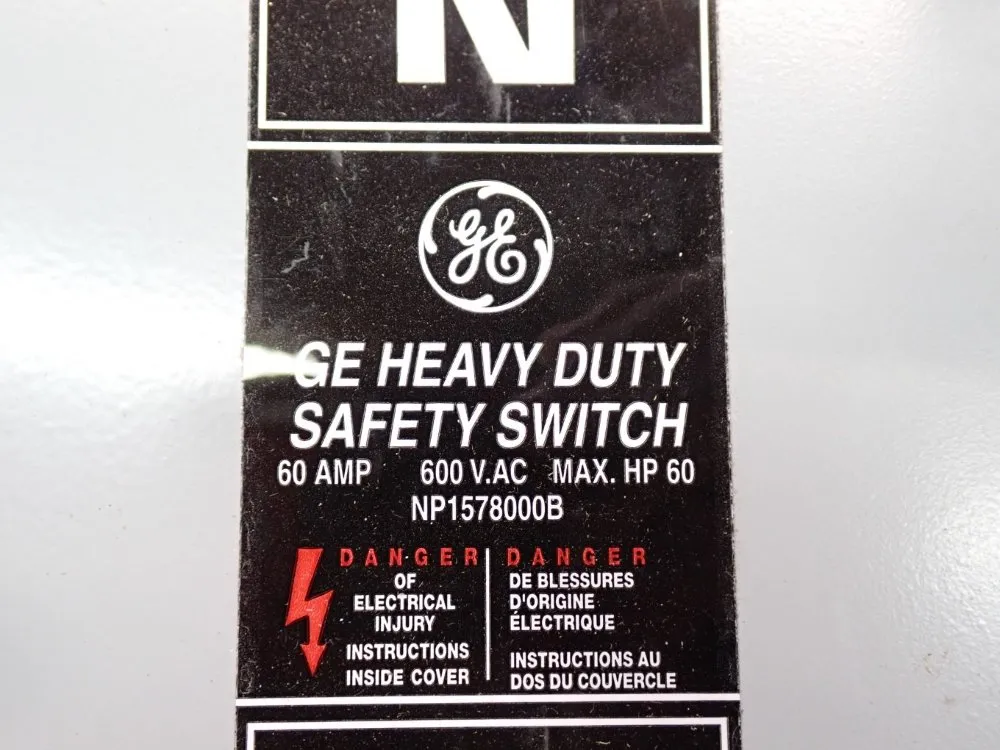 N
GE
GE HEAVY DUTY
SAFETY SWITCH
60 AMP 600 V.AC MAX. HP 60
NP1578000B
DANGER
OF
ELECTRICAL
INJURY
INSTRUCTIONS
INSIDE COVER
DANGER
DE BLESSURES
D'ORIGINE
ÉLECTRIQUE
INSTRUCTIONS AU
DOS DU COUVERCLE